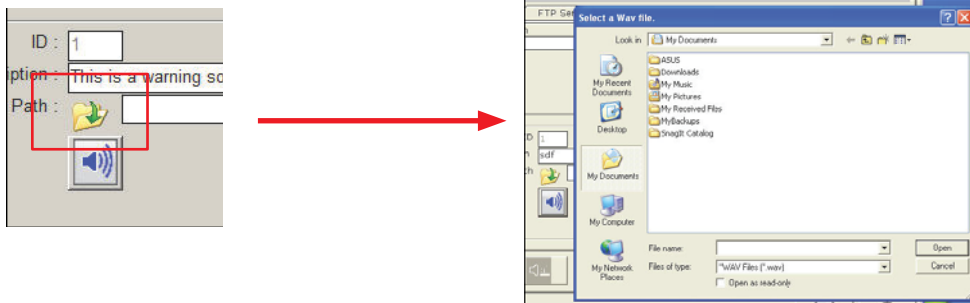 ID : 1
iption : This is a warning so
Path :
FTP Ser
Select a Wav file.
Look in My Documents
My Recent Documents
Desktop
My Documents
My Computer
My Network Places
ASUS
Downloads
My Music
My Pictures
My Received Files
MyBackups
SnagIt Catalog
ID 1
n sdf
th
File name:
Open
Files of type: "WAV Files (*.wav)
Cancel
Open as read-only